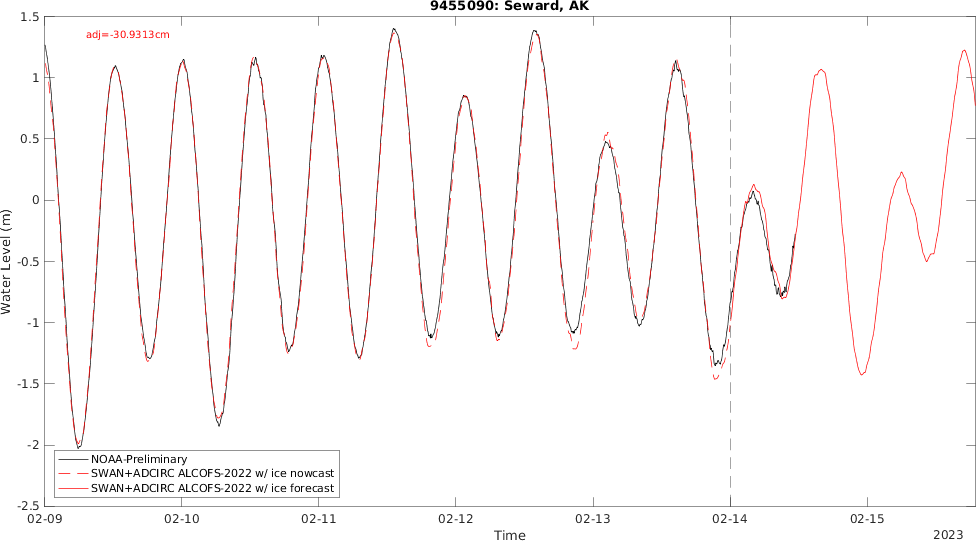 9455090: Seward, AK
adj=-30.9313cm
1.5
1
0.5
0
-0.5
-1
-1.5
-2
-2.5
Water Level (m)
NOAA-Preliminary
SWAN+ADCIRC ALCOFS-2022 w/ ice nowcast
SWAN+ADCIRC ALCOFS-2022 w/ ice forecast
02-09 02-10 02-11 02-12 02-13 02-14 02-15
Time
2023